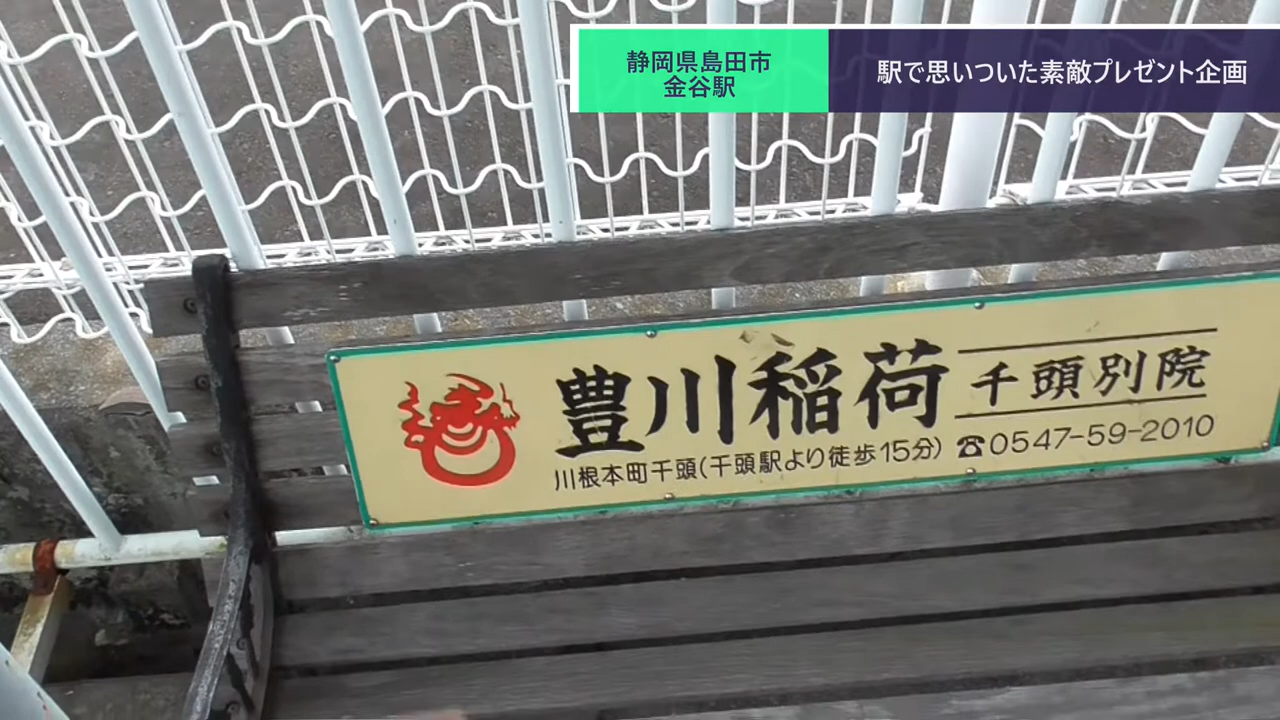 静岡県島田市
金谷駅
駅で思いついた素敵プレゼント企画
豊川稲荷 千頭別院
川根本町千頭(千頭駅より徒歩15分) ☎0547-59-2010